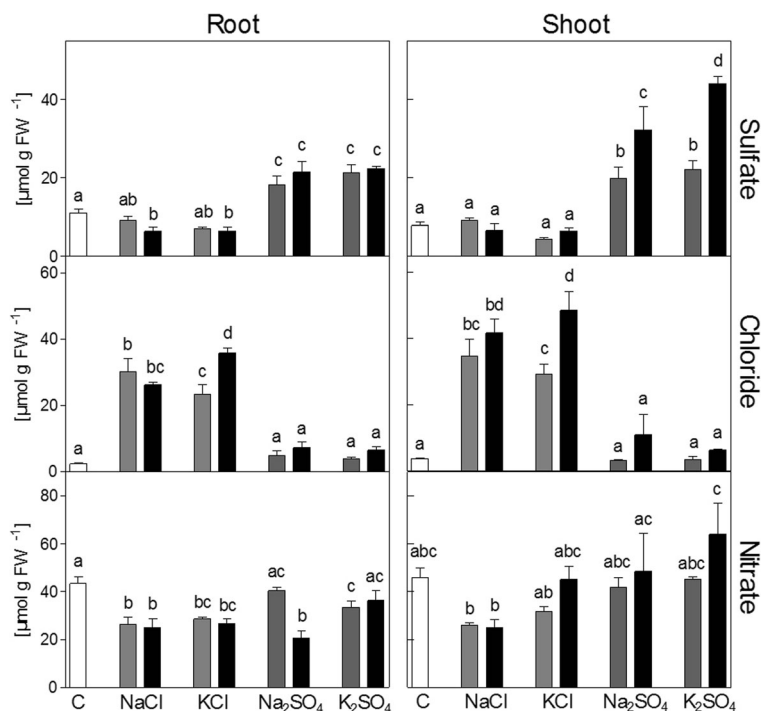 Root Shoot
[µmol g FW ⁻¹]
40
20
0
a ab b ab b c c c c
a a a a a b c b d
Sulfate
[µmol g FW ⁻¹]
60
40
20
0
a b bc c d a a a a
a bc bd c d a a a a
Chloride
[µmol g FW ⁻¹]
80
60
40
20
0
a b b bc bc ac b c ac
abc b b ab abc abc ac abc c
Nitrate
C NaCl KCl Na₂SO₄ K₂SO₄ C NaCl KCl Na₂SO₄ K₂SO₄